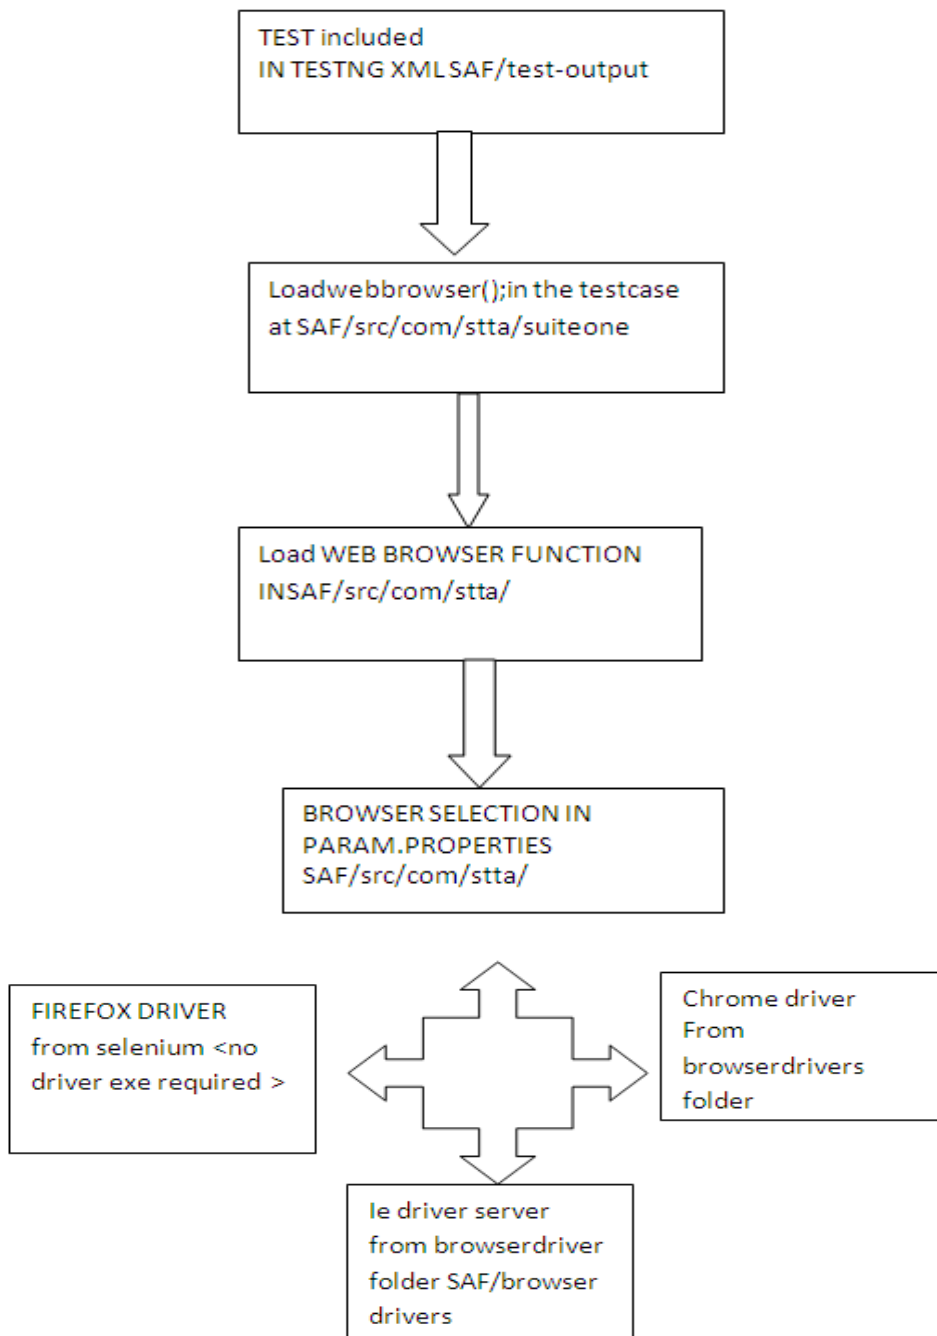 TEST included
IN TESTNG XML SAF/test-output
Loadwebbrowser();in the testcase
at SAF/src/com/stta/suiteone
Load WEB BROWSER FUNCTION
INSAF/src/com/stta/
BROWSER SELECTION IN
PARAM.PROPERTIES
SAF/src/com/stta/
FIREFOX DRIVER
from selenium <no
driver exe required >
Chrome driver
From
browserdrivers
folder
Ie driver server
from browserdriver
folder SAF/browser
drivers